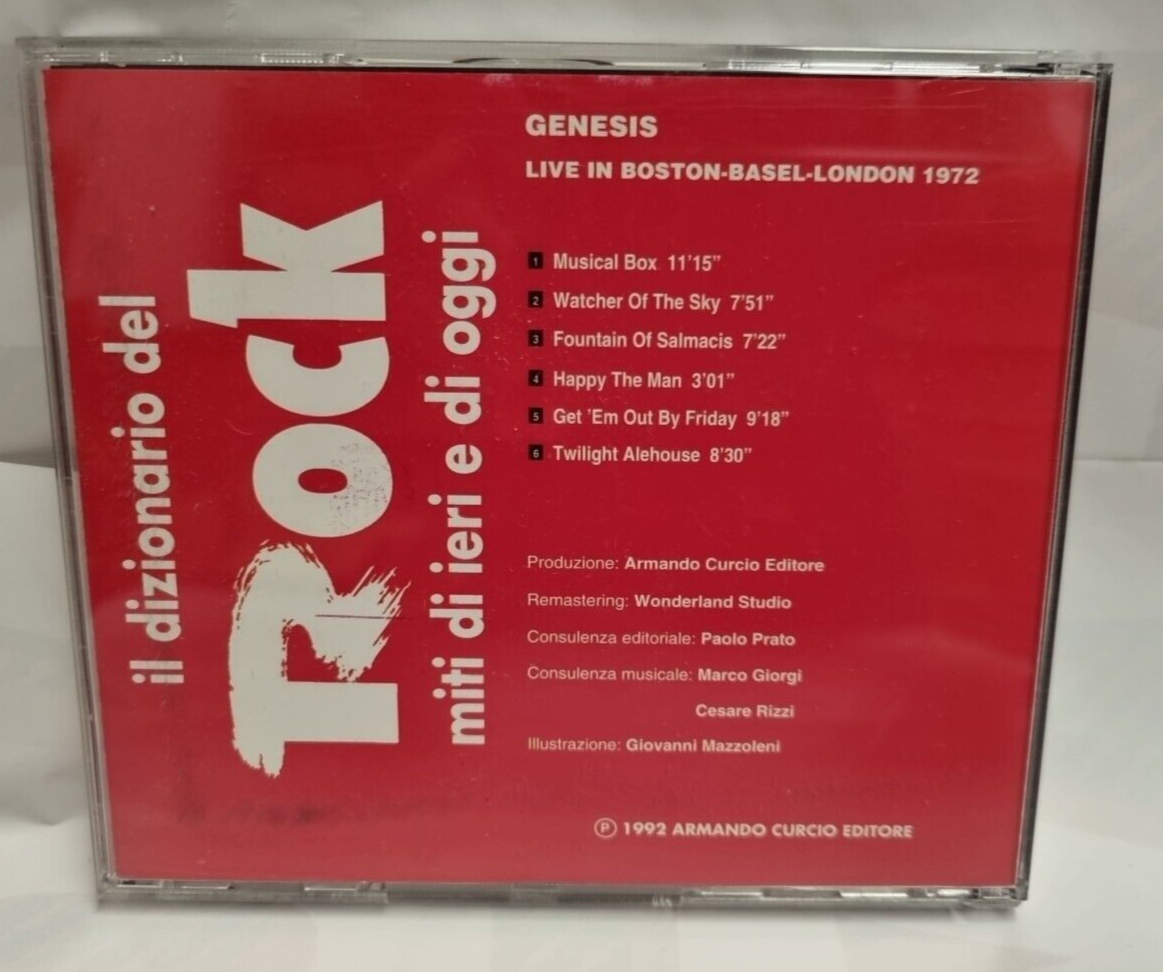 il dizionario del
Rock
miti di ieri e di oggi
GENESIS
LIVE IN BOSTON-BASEL-LONDON 1972
1 Musical Box 11'15"
2 Watcher Of The Sky 7'51"
3 Fountain Of Salmacis 7'22"
4 Happy The Man 3'01"
5 Get 'Em Out By Friday 9'18"
6 Twilight Alehouse 8'30"
Produzione: Armando Curcio Editore
Remastering: Wonderland Studio
Consulenza editoriale: Paolo Prato
Consulenza musicale: Marco Giorgi
Cesare Rizzi
Illustrazione: Giovanni Mazzoleni
Ⓟ 1992 ARMANDO CURCIO EDITORE